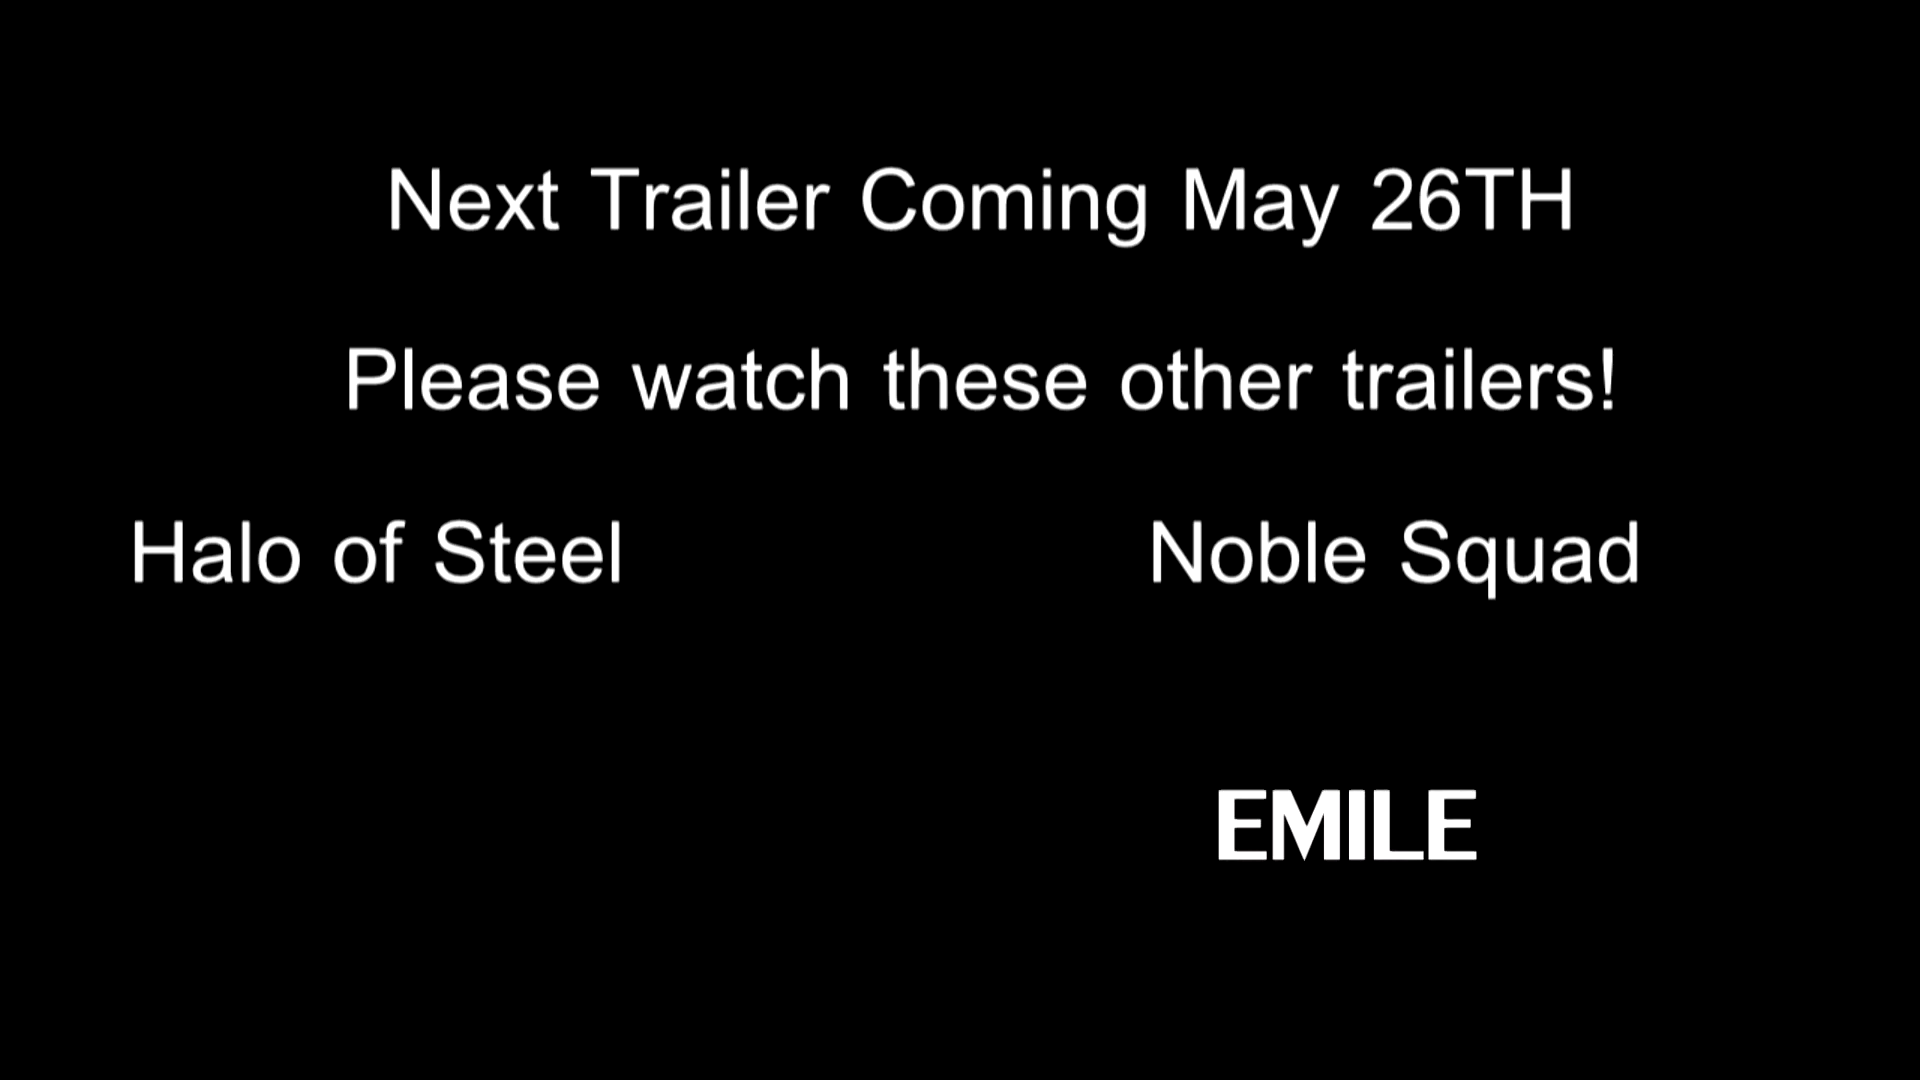 Next Trailer Coming May 26TH
Please watch these other trailers!
Halo of Steel
Noble Squad
EMILE